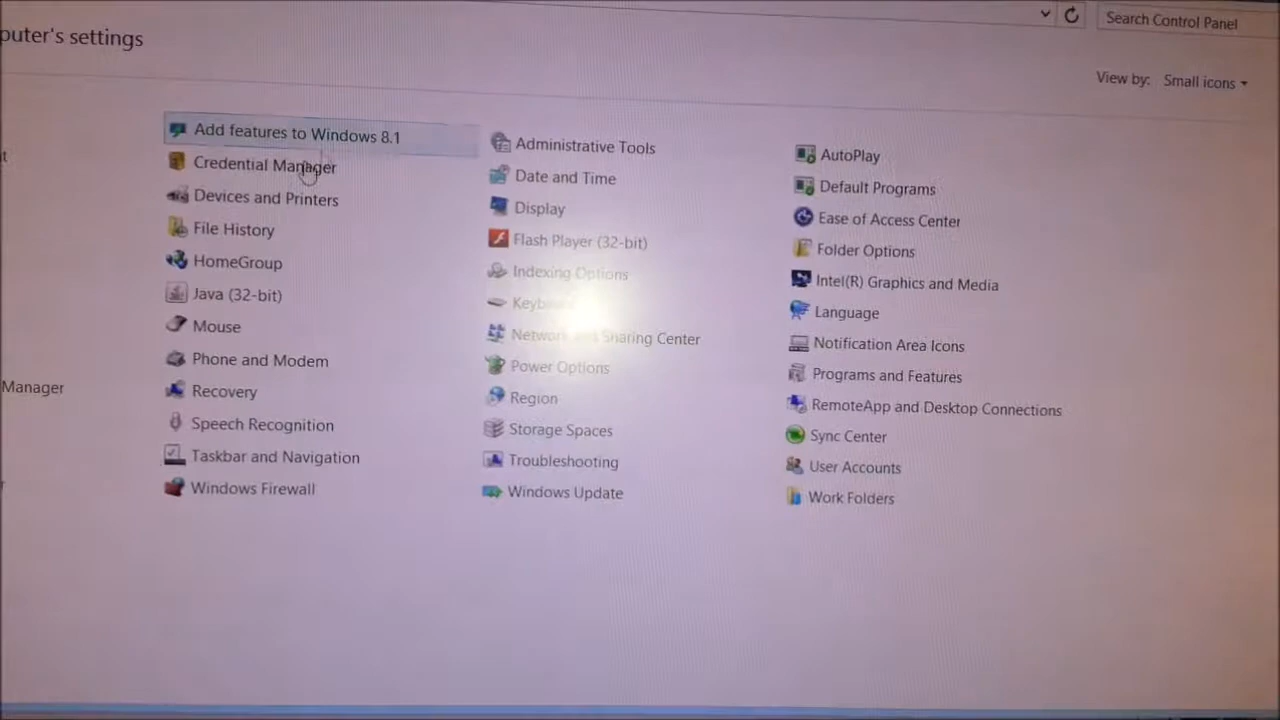 puter's settings
Search Control Panel
View by: Small icons
Add features to Windows 8.1
Administrative Tools
AutoPlay
Credential Manager
Date and Time
Default Programs
Devices and Printers
Display
Ease of Access Center
File History
Flash Player (32-bit)
Folder Options
HomeGroup
Indexing Options
Intel(R) Graphics and Media
Java (32-bit)
Language
Mouse
Network and Sharing Center
Notification Area Icons
Phone and Modem
Power Options
Programs and Features
Manager
Recovery
Region
RemoteApp and Desktop Connections
Speech Recognition
Storage Spaces
Sync Center
Taskbar and Navigation
Troubleshooting
User Accounts
Windows Firewall
Windows Update
Work Folders